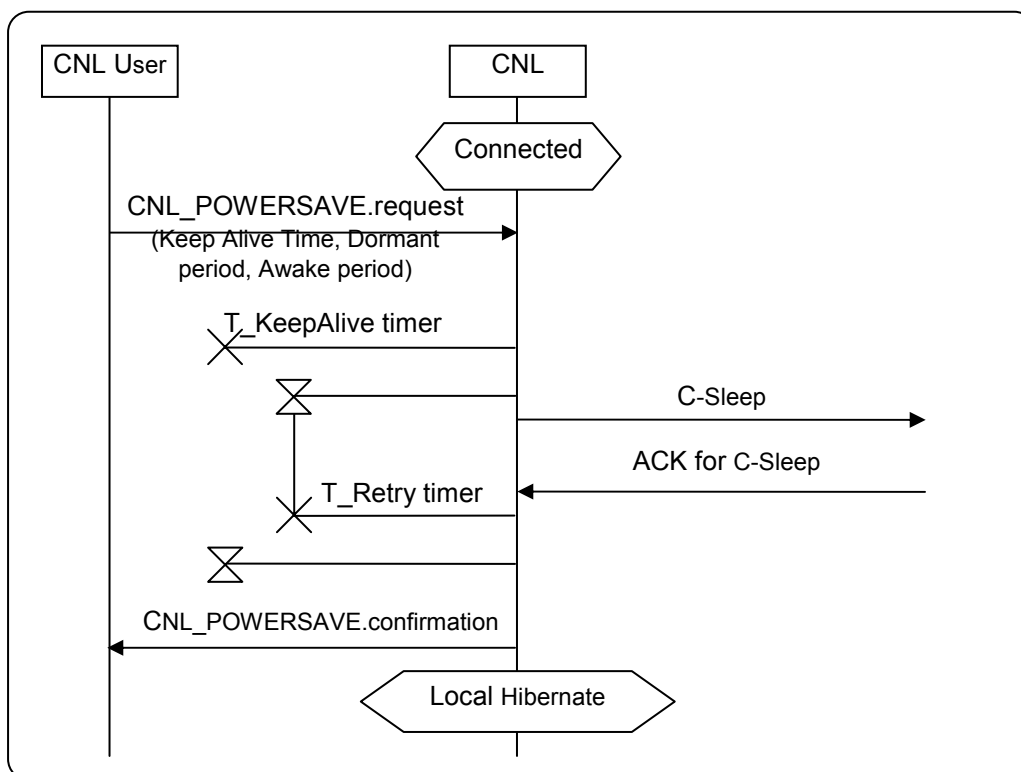 CNL User
CNL
Connected
CNL_POWERSAVE.request
(Keep Alive Time, Dormant
period, Awake period)
T_KeepAlive timer
C-Sleep
ACK for C-Sleep
T_Retry timer
CNL_POWERSAVE.confirmation
Local Hibernate